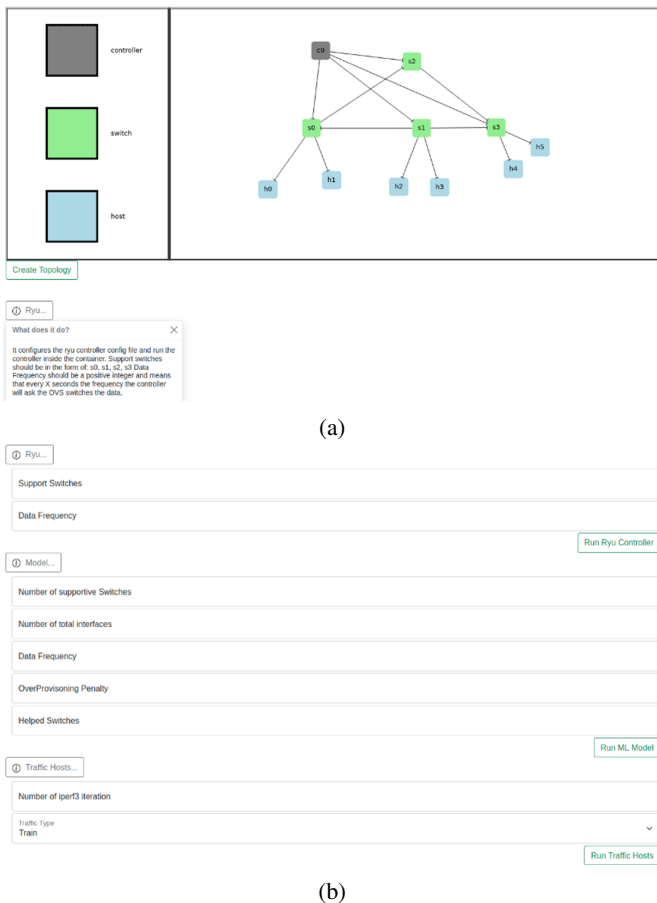 controller
switch
host
c0
s2
s0
s1
s3
h5
h4
h1
h0
h2
h3
Create Topology
Ryu...
What does it do?
It configures the ryu controller config file and run the
controller inside the container. Support switches
should be in the form of: s0, s1, s2, s3 Data
Frequency should be a positive integer and means
that every X seconds the frequency the controller
will ask the OVS switches the data.
(a)
Ryu...
Support Switches
Data Frequency
Run Ryu Controller
Model...
Number of supportive Switches
Number of total interfaces
Data Frequency
OverProvisioning Penalty
Helped Switches
Run ML Model
Traffic Hosts...
Number of iperf3 iteration
Traffic Type
Train
Run Traffic Hosts
(b)